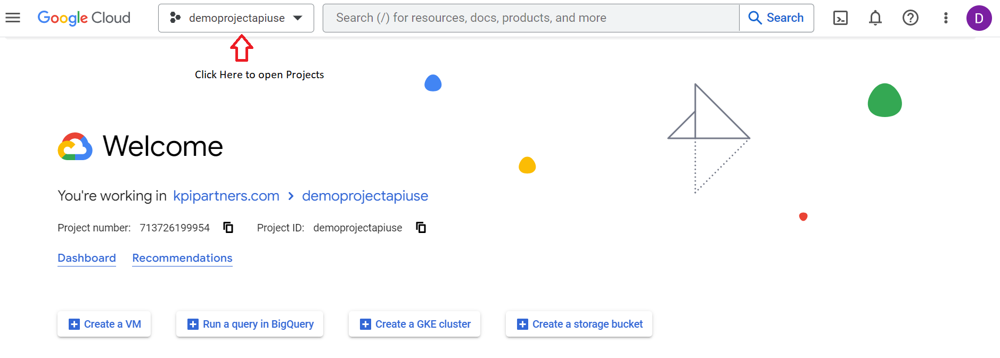 Google Cloud
demoprojectapiuse
Search (/) for resources, docs, products, and more
Search
D
Click Here to open Projects
Welcome
You're working in kpipartners.com > demoprojectapiuse
Project number: 713726199954 Project ID: demoprojectapiuse
Dashboard Recommendations
Create a VM Run a query in BigQuery Create a GKE cluster Create a storage bucket